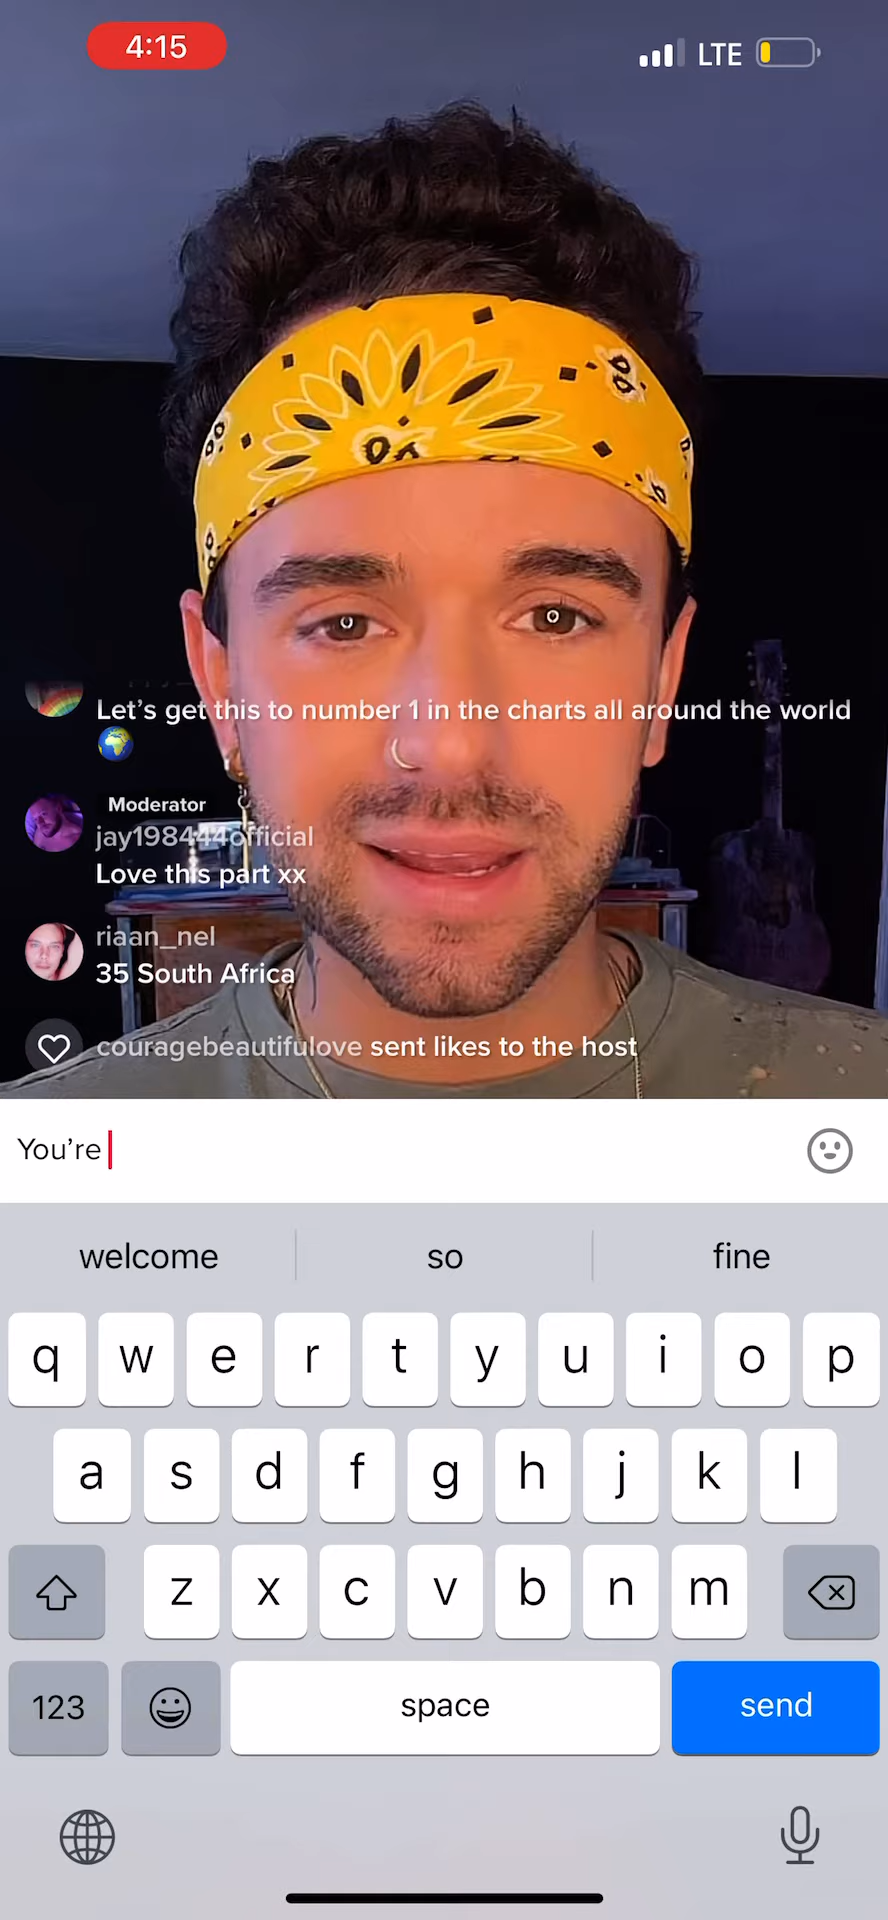 4:15
LTE
Let's get this to number 1 in the charts all around the world
🌍
Moderator
jay198444official
Love this part xx
riaan_nel
35 South Africa
couragebeautifulove sent likes to the host
You're
welcome so fine
q w e r t y u i o p
a s d f g h j k l
z x c v b n m
123 space send